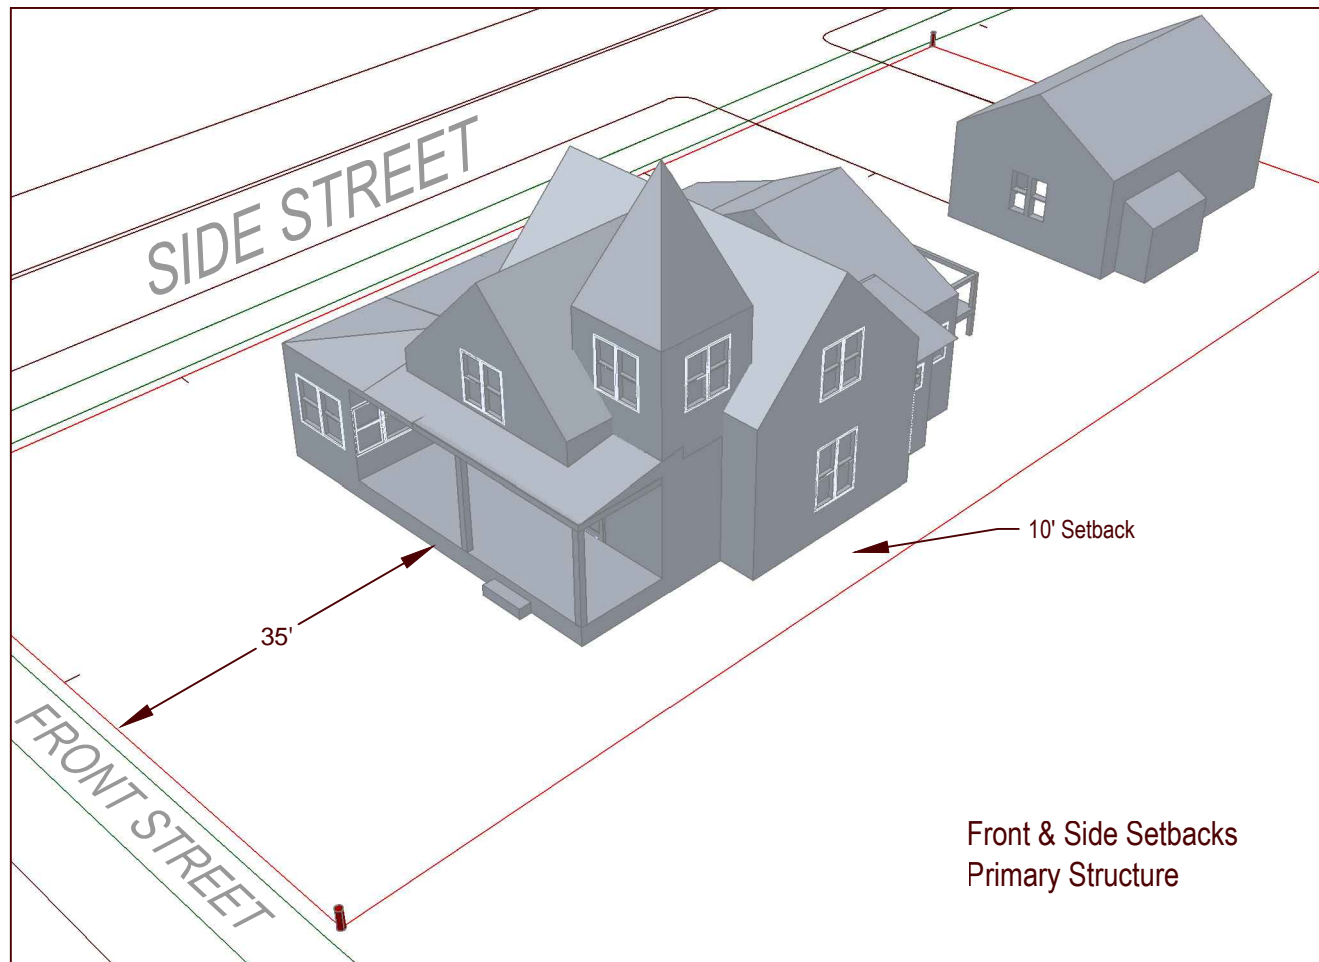 SIDE STREET
10' Setback
35'
FRONT STREET
Front & Side Setbacks
Primary Structure